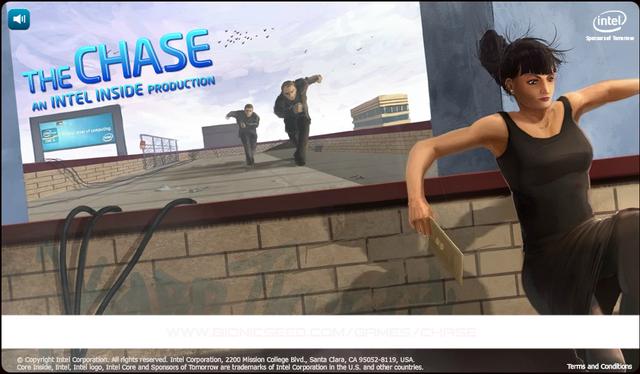 THE CHASE
AN INTEL INSIDE PRODUCTION
intel
Sponsors of Tomorrow
of computing.
WWW.BIONICSEED.COM/GAMES/CHASE
© Copyright Intel Corporation. All rights reserved. Intel Corporation, 2200 Mission College Blvd., Santa Clara, CA 95052-8119, USA.
Core Inside, Intel, Intel logo, Intel Core and Sponsors of Tomorrow are trademarks of Intel Corporation in the U.S. and other countries.
Terms and Conditions